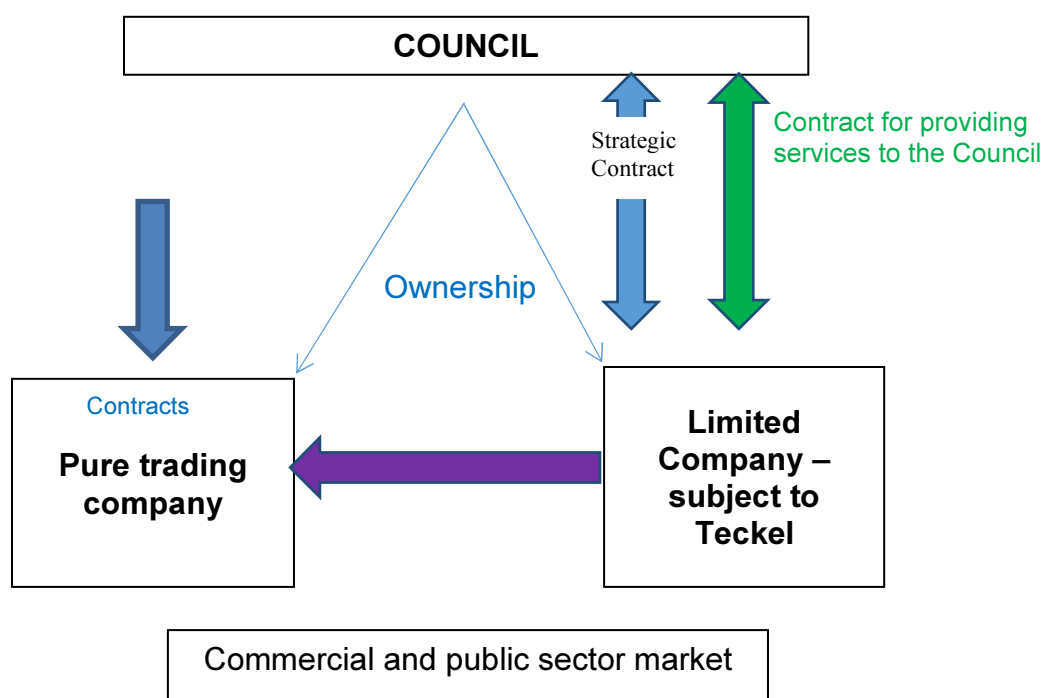 COUNCIL
Strategic
Contract
Contract for providing
services to the Council
Ownership
Contracts
Pure trading
company
Limited
Company –
subject to
Teckel
Commercial and public sector market